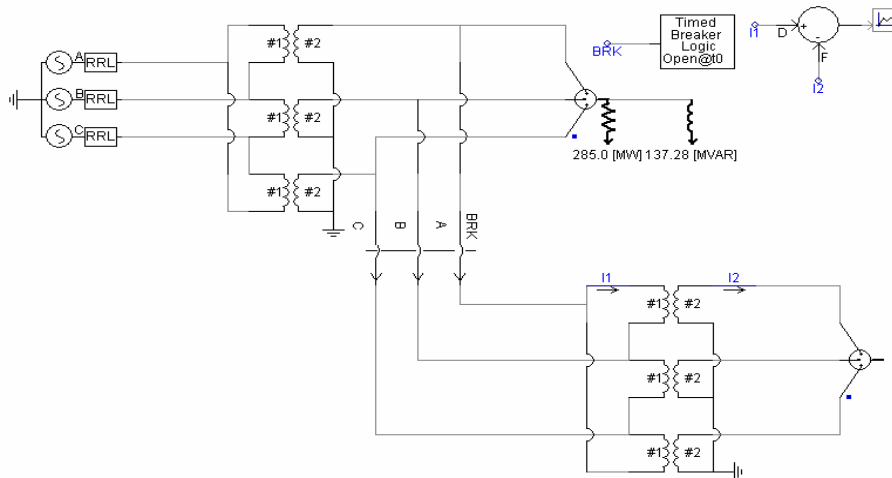 Timed
Breaker
Logic
Open@t0
BRK
I1
D
+
-
F
I2
A
RRL
B
RRL
C
RRL
#1 #2
#1 #2
#1 #2
285.0 [MW] 137.28 [MVAR]
C
B
A
BRK
I1
I2
#1 #2
#1 #2
#1 #2